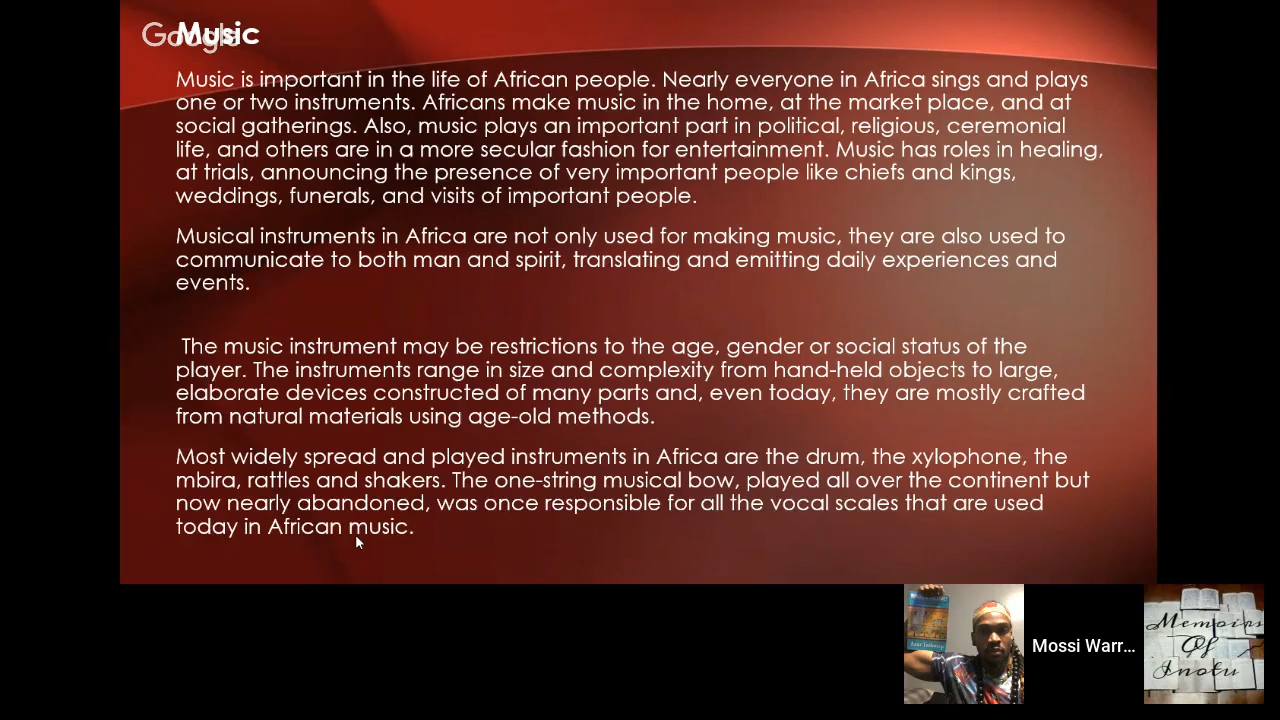 Google
Music
Music is important in the life of African people. Nearly everyone in Africa sings and plays
one or two instruments. Africans make music in the home, at the market place, and at
social gatherings. Also, music plays an important part in political, religious, ceremonial
life, and others are in a more secular fashion for entertainment. Music has roles in healing,
at trials, announcing the presence of very important people like chiefs and kings,
weddings, funerals, and visits of important people.
Musical instruments in Africa are not only used for making music, they are also used to
communicate to both man and spirit, translating and emitting daily experiences and
events.
The music instrument may be restrictions to the age, gender or social status of the
player. The instruments range in size and complexity from hand-held objects to large,
elaborate devices constructed of many parts and, even today, they are mostly crafted
from natural materials using age-old methods.
Most widely spread and played instruments in Africa are the drum, the xylophone, the
mbira, rattles and shakers. The one-string musical bow, played all over the continent but
now nearly abandoned, was once responsible for all the vocal scales that are used
today in African music.
Mossi Warr...
Memoirs
Of
Inotu